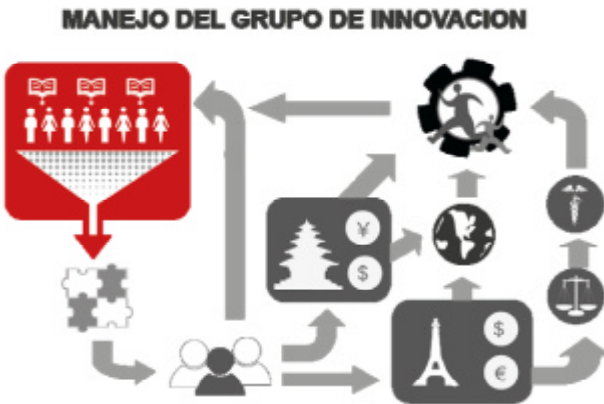 MANEJO DEL GRUPO DE INNOVACION
¥
$
$
€